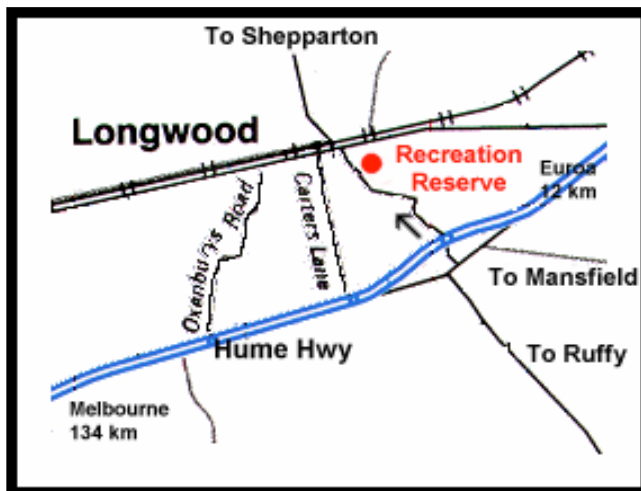 To Shepparton
Longwood
Recreation
Reserve
Euroa
12 km
Oxenburys Road
Carters Lane
To Mansfield
Hume Hwy
To Ruffy
Melbourne
134 km